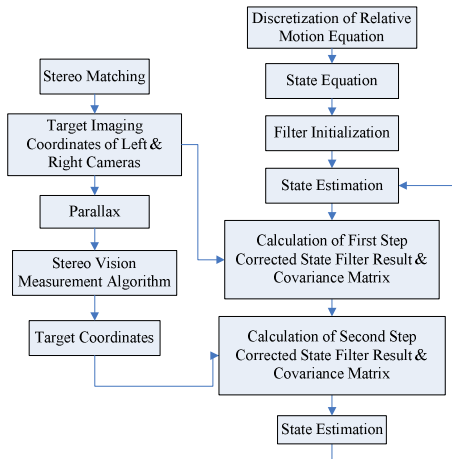 Discretization of Relative
Motion Equation
Stereo Matching
State Equation
Target Imaging
Coordinates of Left &
Right Cameras
Filter Initialization
State Estimation
Parallax
Calculation of First Step
Corrected State Filter Result &
Covariance Matrix
Stereo Vision
Measurement Algorithm
Target Coordinates
Calculation of Second Step
Corrected State Filter Result &
Covariance Matrix
State Estimation